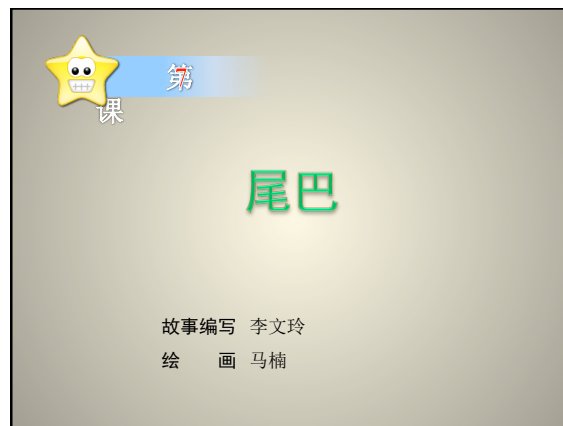 第7
课
尾巴
故事编写 李文玲
绘 画 马楠